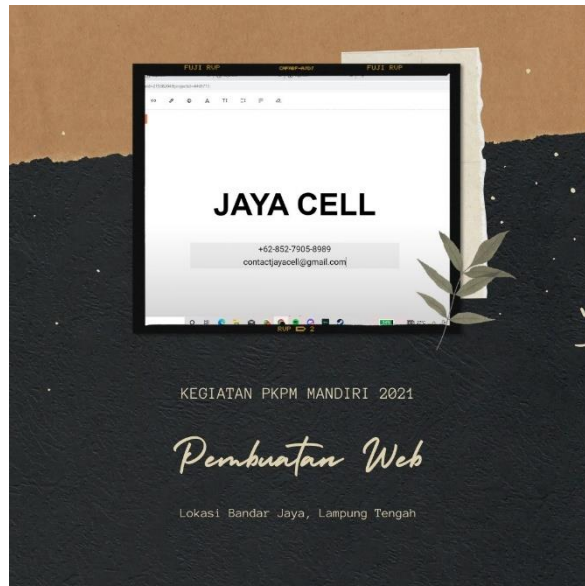 FUJI RVP
FUJI RVP
JAYA CELL
+62-852-7905-8989
contactjayacell@gmail.com
RVP
2
KEGIATAN PKPM MANDIRI 2021
Pembuatan Web
Lokasi Bandar Jaya, Lampung Tengah